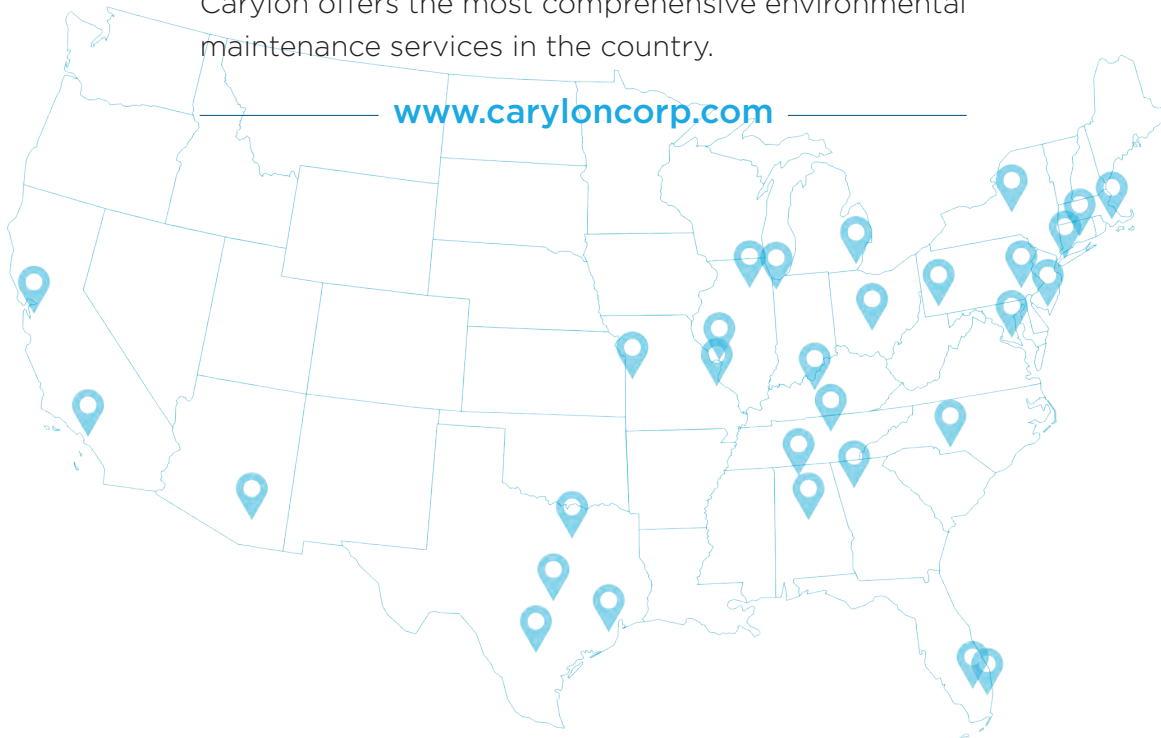 Carylon offers the most comprehensive environmental
maintenance services in the country.
www.caryloncorp.com